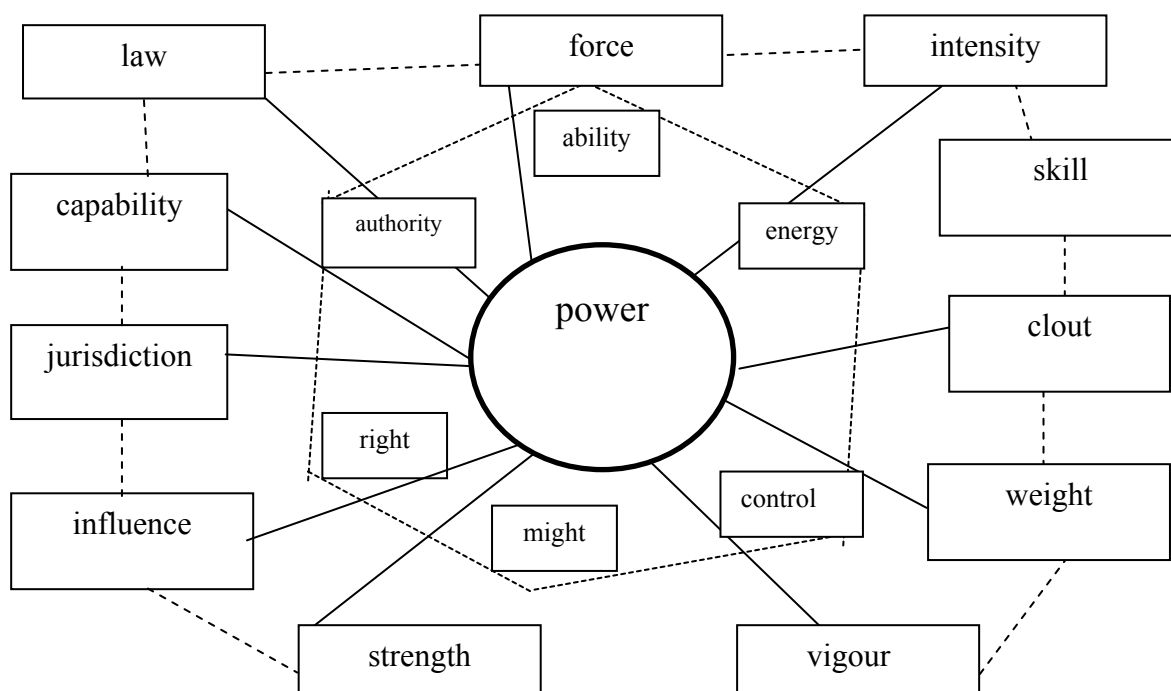 law
force
intensity
ability
skill
capability
authority
energy
power
clout
jurisdiction
right
influence
might
control
weight
strength
vigour